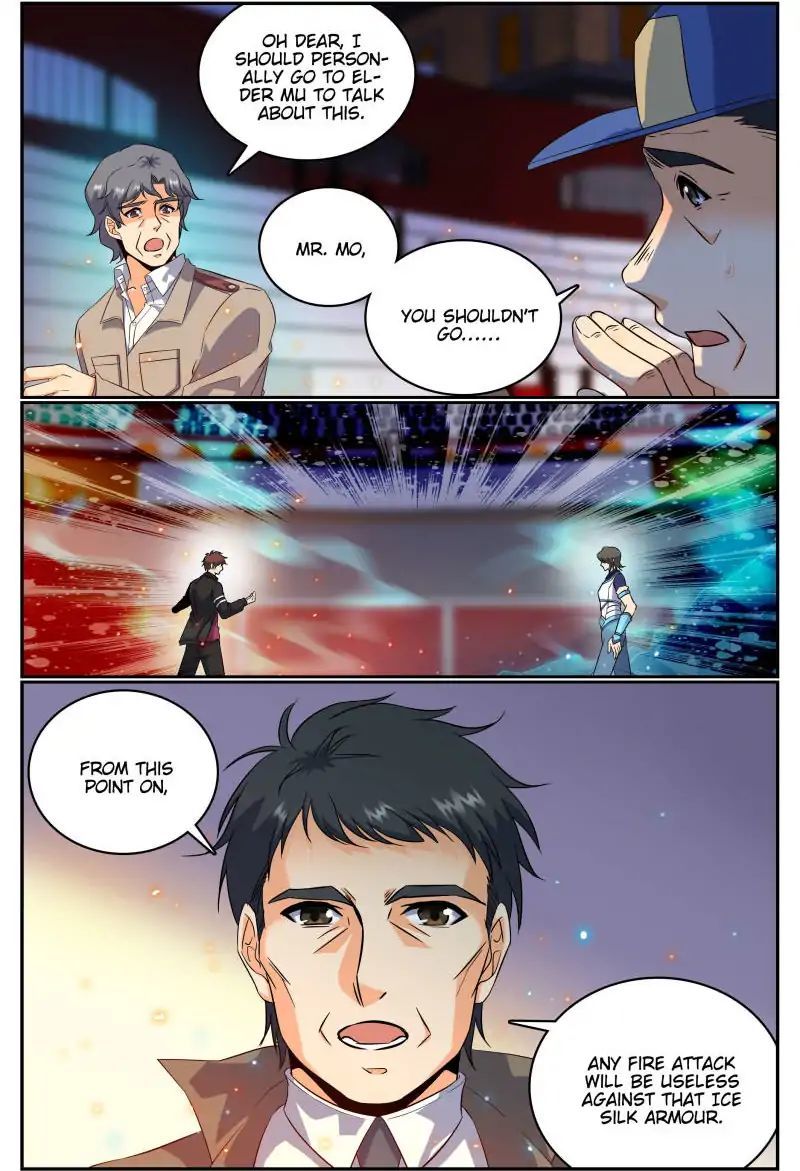 OH DEAR, I
SHOULD PERSON-
ALLY GO TO EL-
DER MU TO TALK
ABOUT THIS.
MR. MO,
YOU SHOULDN'T
GO......
FROM THIS
POINT ON,
ANY FIRE ATTACK
WILL BE USELESS
AGAINST THAT ICE
SILK ARMOUR.